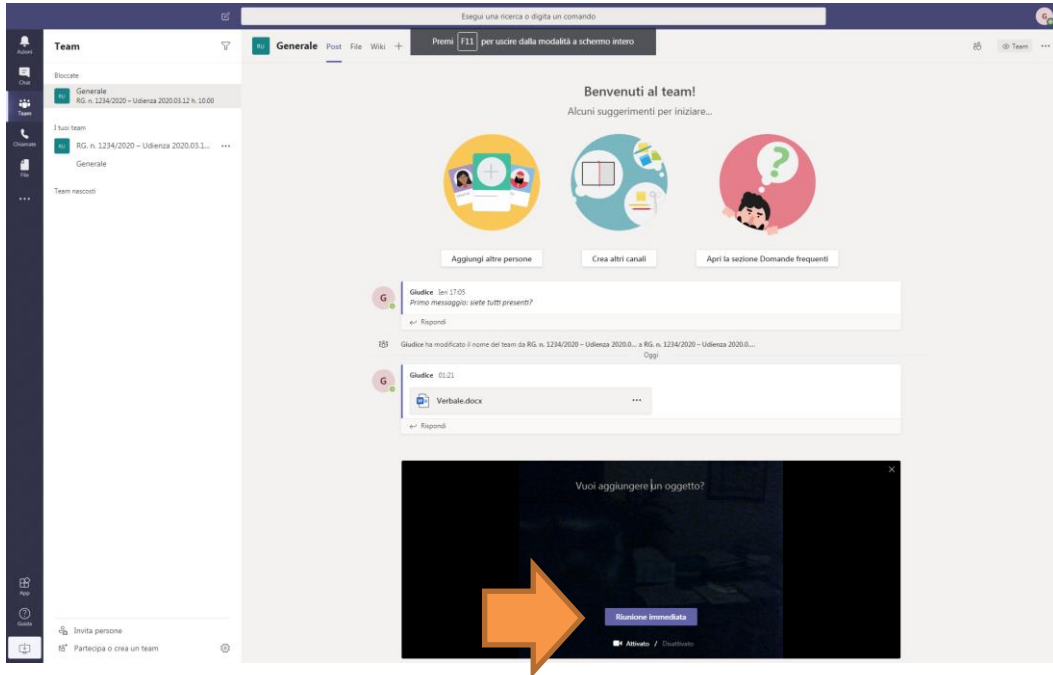 Esegui una ricerca o digita un comando
G
Azioni
Chat
Team
Chiamate
File
App
Guida
Team
Bloccate
RU
Generale
RG. n. 1234/2020 – Udienza 2020.03.12 h. 10.00
I tuoi team
RU
RG. n. 1234/2020 – Udienza 2020.03.1...
Generale
Team nascosti
Invita persone
Partecipa o crea un team
RU
Generale Post File Wiki +
Premi F11 per uscire dalla modalità a schermo intero
Team
Benvenuti al team!
Alcuni suggerimenti per iniziare...
Aggiungi altre persone
Crea altri canali
Apri la sezione Domande frequenti
G
Giudice Ieri 17:05
Primo messaggio: siete tutti presenti?
Rispondi
Giudice ha modificato il nome del team da RG. n. 1234/2020 – Udienza 2020.0... a RG. n. 1234/2020 – Udienza 2020.0....
Oggi
G
Giudice 01:21
Verbale.docx
Rispondi
Vuoi aggiungere un oggetto?
Riunione immediata
Attivato / Disattivato